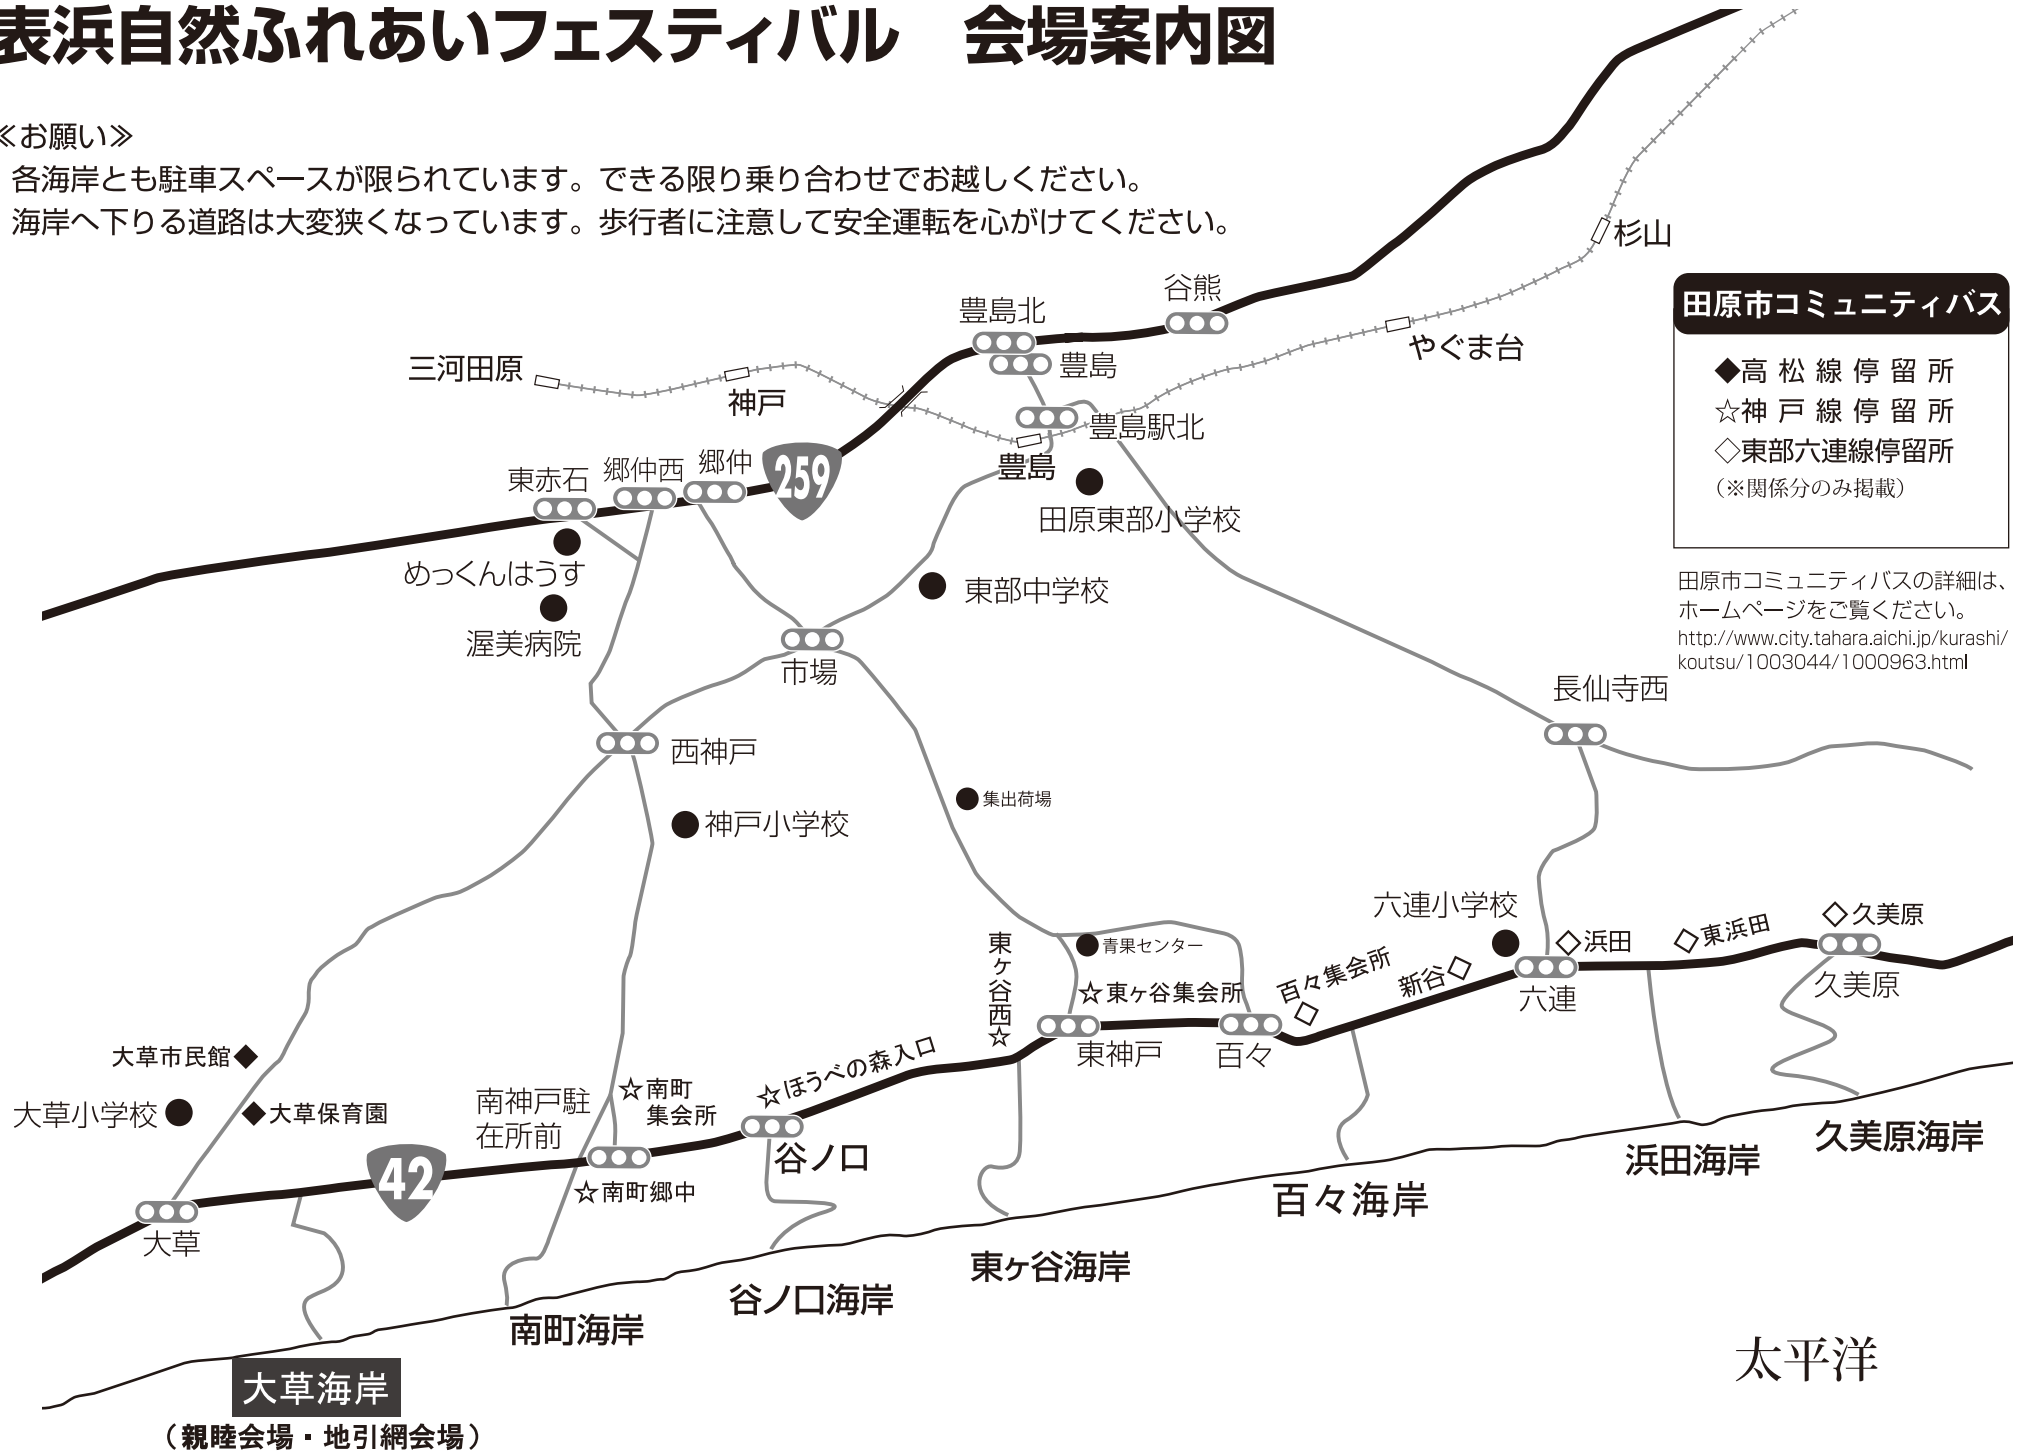 表浜自然ふれあいフェスティバル　会場案内図
≪お願い≫
各海岸とも駐車スペースが限られています。できる限り乗り合わせでお越しください。
海岸へ下りる道路は大変狭くなっています。歩行者に注意して安全運転を心がけてください。
杉山
谷熊
豊島北
やぐま台
豊島
三河田原
神戸
豊島駅北
郷仲
259
豊島
郷仲西
東赤石
田原東部小学校
めっくんはうす
東部中学校
渥美病院
市場
田原市コミュニティバス
◆高松線停留所
☆神戸線停留所
◇東部六連線停留所
（※関係分のみ掲載）
田原市コミュニティバスの詳細は、
ホームページをご覧ください。
http://www.city.tahara.aichi.jp/kurashi/
koutsu/1003044/1000963.html
長仙寺西
西神戸
集出荷場
神戸小学校
六連小学校
◇久美原
◇東浜田
◇浜田
青果センター
東ヶ谷西☆
百々集会所◇
新谷◇
☆東ヶ谷集会所
久美原
六連
東神戸
百々
大草市民館◆
☆ほうべの森入口
大草小学校
◆大草保育園
南神戸駐
在所前
☆南町
集会所
谷ノ口
42
☆南町郷中
大草
久美原海岸
浜田海岸
百々海岸
東ヶ谷海岸
谷ノ口海岸
南町海岸
太平洋
大草海岸
（親睦会場・地引網会場）